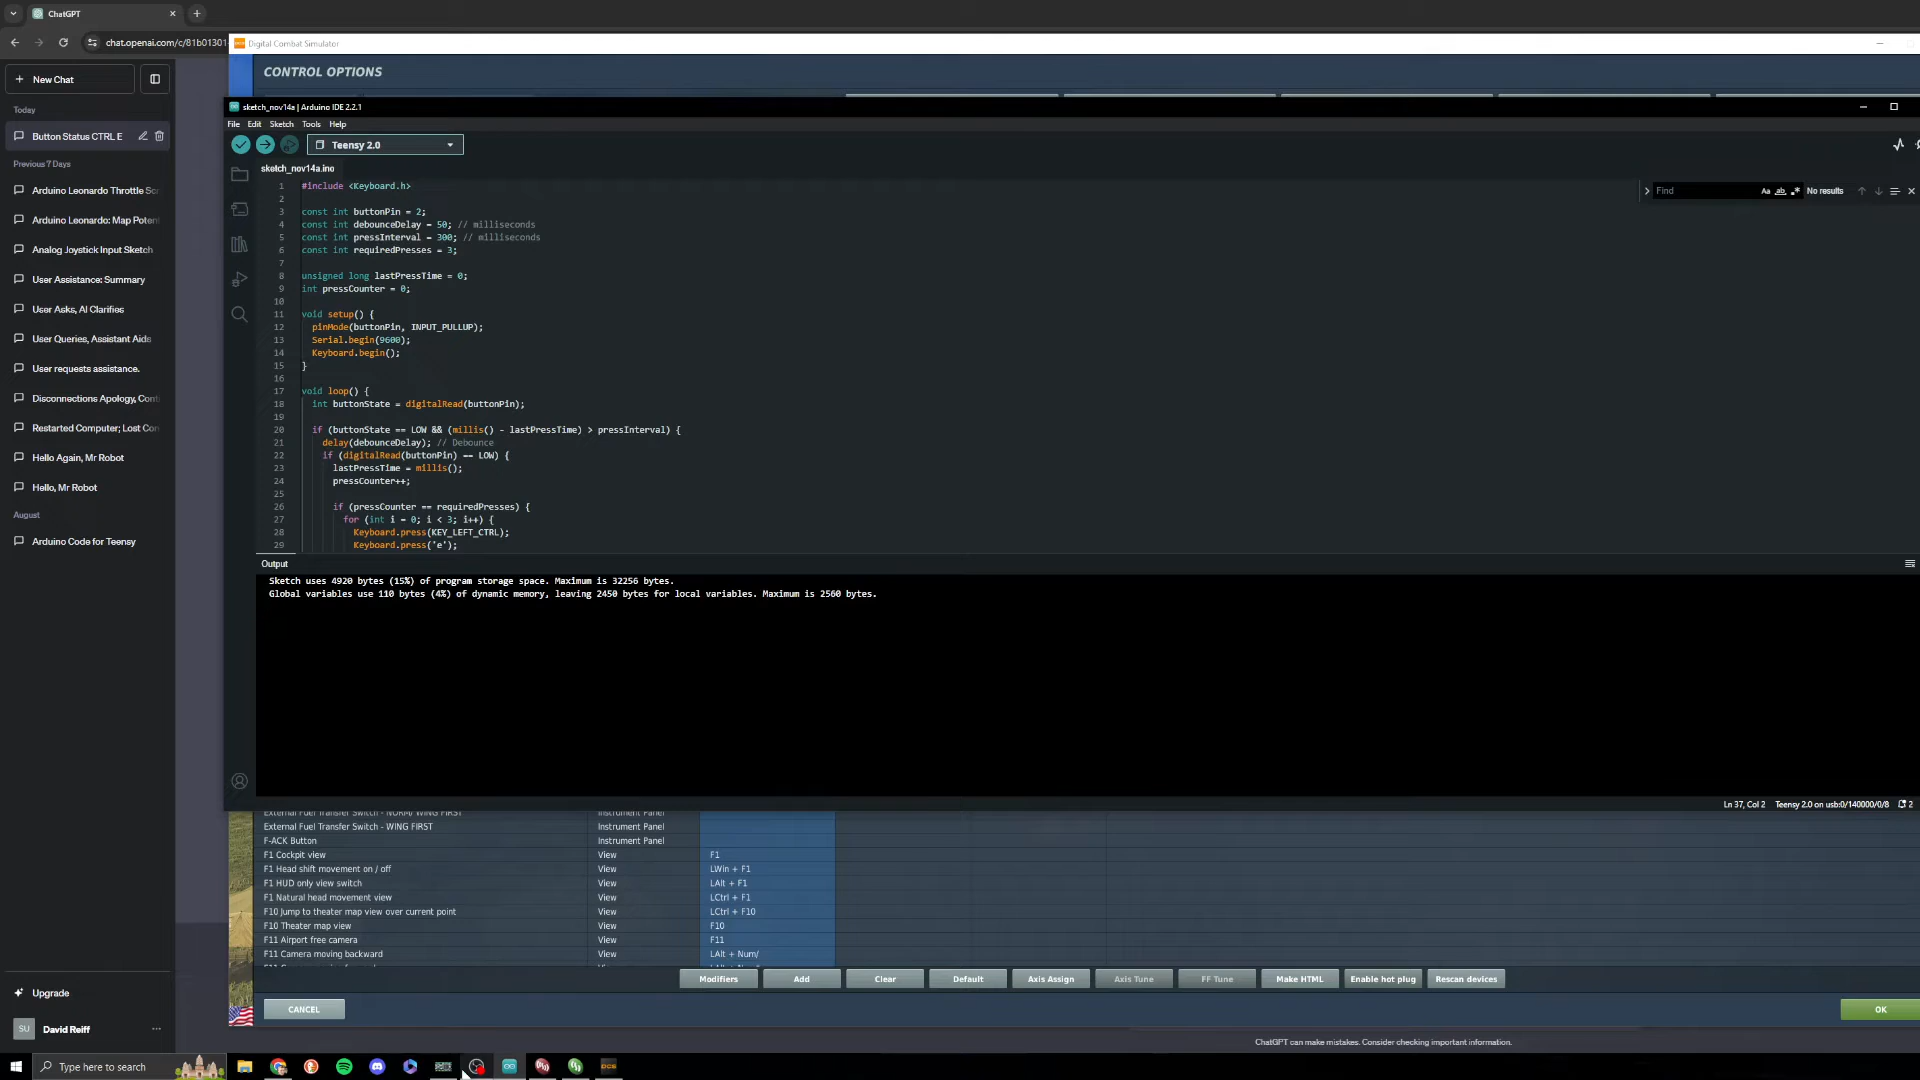 ChatGPT
chat.openai.com/c/81b01301
Digital Combat Simulator
New Chat
CONTROL OPTIONS
Today
sketch_nov14a | Arduino IDE 2.2.1
File Edit Sketch Tools Help
Button Status CTRL E
Teensy 2.0
Previous 7 Days
sketch_nov14a.ino
Arduino Leonardo Throttle Scr
Arduino Leonardo: Map Poten
Analog Joystick Input Sketch
User Assistance: Summary
User Asks, AI Clarifies
User Queries, Assistant Aids
User requests assistance.
Disconnections Apology, Conti
Restarted Computer; Lost Con
Hello Again, Mr Robot
Hello, Mr Robot
August
Arduino Code for Teensy
Find Aa ab No results
1 #include <Keyboard.h>
2
3 const int buttonPin = 2;
4 const int debounceDelay = 50; // milliseconds
5 const int pressInterval = 300; // milliseconds
6 const int requiredPresses = 3;
7
8 unsigned long lastPressTime = 0;
9 int pressCounter = 0;
10
11 void setup() {
12 pinMode(buttonPin, INPUT_PULLUP);
13 Serial.begin(9600);
14 Keyboard.begin();
15 }
16
17 void loop() {
18 int buttonState = digitalRead(buttonPin);
19
20 if (buttonState == LOW && (millis() - lastPressTime) > pressInterval) {
21 delay(debounceDelay); // Debounce
22 if (digitalRead(buttonPin) == LOW) {
23 lastPressTime = millis();
24 pressCounter++;
25
26 if (pressCounter == requiredPresses) {
27 for (int i = 0; i < 3; i++) {
28 Keyboard.press(KEY_LEFT_CTRL);
29 Keyboard.press('e');
Output
Sketch uses 4920 bytes (15%) of program storage space. Maximum is 32256 bytes.
Global variables use 110 bytes (4%) of dynamic memory, leaving 2450 bytes for local variables. Maximum is 2560 bytes.
Ln 37, Col 2 Teensy 2.0 on usb:0/140000/0/8 2
External Fuel Transfer Switch - NORM/ WING FIRST Instrument Panel
External Fuel Transfer Switch - WING FIRST Instrument Panel
F-ACK Button Instrument Panel
F1 Cockpit view View F1
F1 Head shift movement on / off View LWin + F1
F1 HUD only view switch View LAlt + F1
F1 Natural head movement view View LCtrl + F1
F10 Jump to theater map view over current point View LCtrl + F10
F10 Theater map view View F10
F11 Airport free camera View F11
F11 Camera moving backward View LAlt + Num/
Modifiers Add Clear Default Axis Assign Axis Tune FF Tune Make HTML Enable hot plug Rescan devices
Upgrade
CANCEL OK
SU David Reiff
ChatGPT can make mistakes. Consider checking important information.
Type here to search
DCS